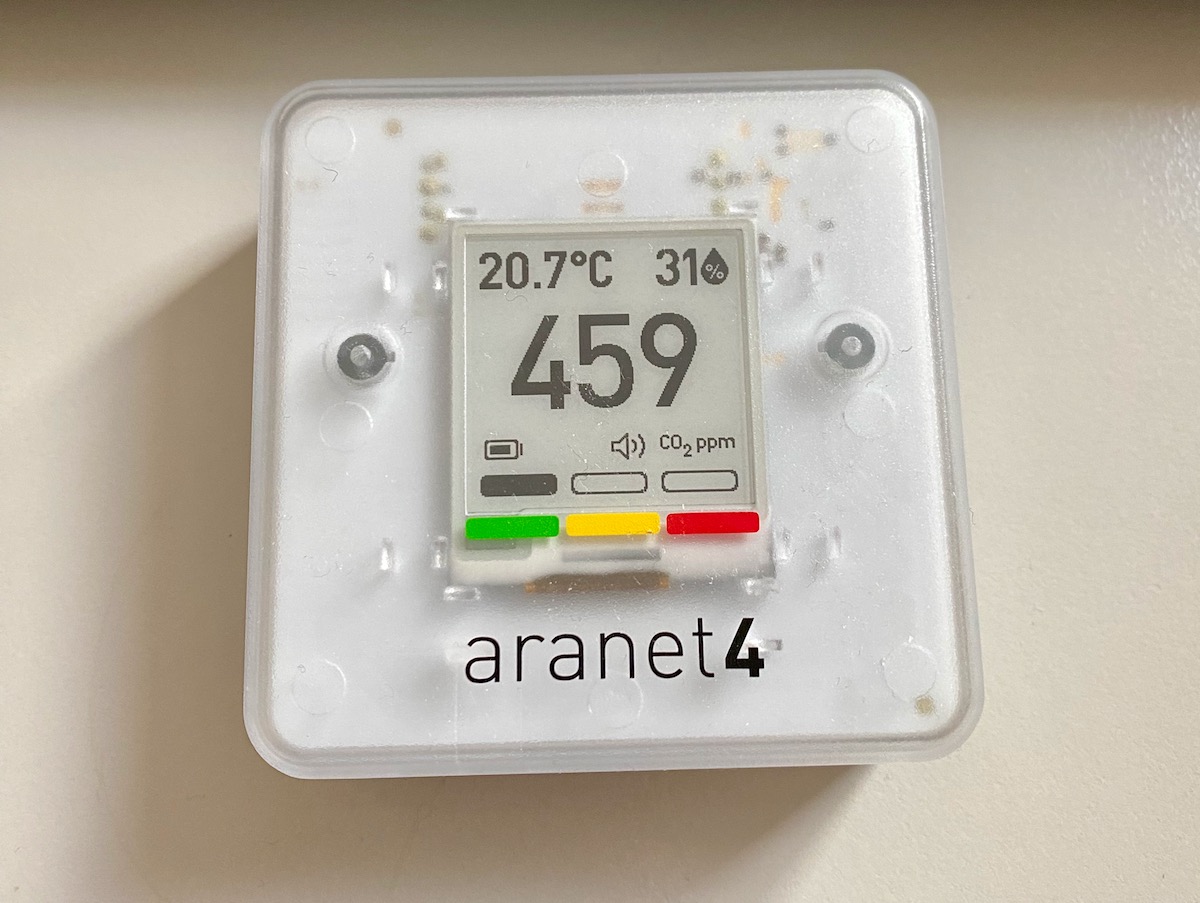 20.7°C 31%
459
CO₂ ppm
aranet4